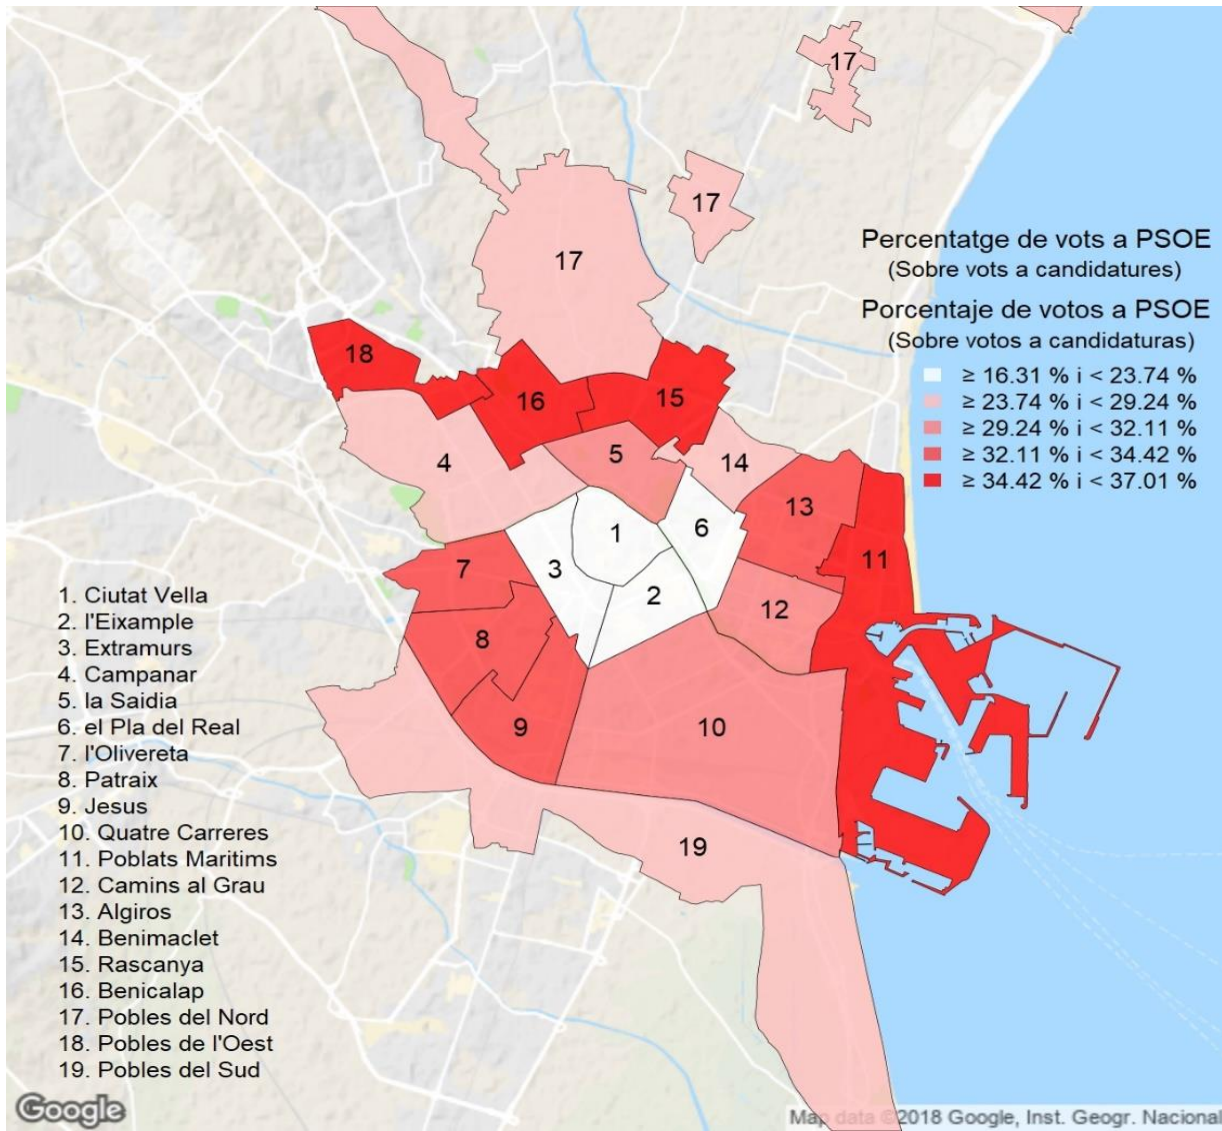 17
17
17
Percentatge de vots a PSOE
(Sobre vots a candidatures)
Porcentaje de votos a PSOE
(Sobre votos a candidaturas)
≥ 16.31 % i < 23.74 %
≥ 23.74 % i < 29.24 %
≥ 29.24 % i < 32.11 %
≥ 32.11 % i < 34.42 %
≥ 34.42 % i < 37.01 %
18
16
15
5
4
14
13
1
6
11
3
7
2
12
8
9
10
19
1. Ciutat Vella
2. l'Eixample
3. Extramurs
4. Campanar
5. la Saidia
6. el Pla del Real
7. l'Olivereta
8. Patraix
9. Jesus
10. Quatre Carreres
11. Poblats Maritims
12. Camins al Grau
13. Algiros
14. Benimaclet
15. Rascanya
16. Benicalap
17. Pobles del Nord
18. Pobles de l'Oest
19. Pobles del Sud
Google
Map data ©2018 Google, Inst. Geogr. Nacional